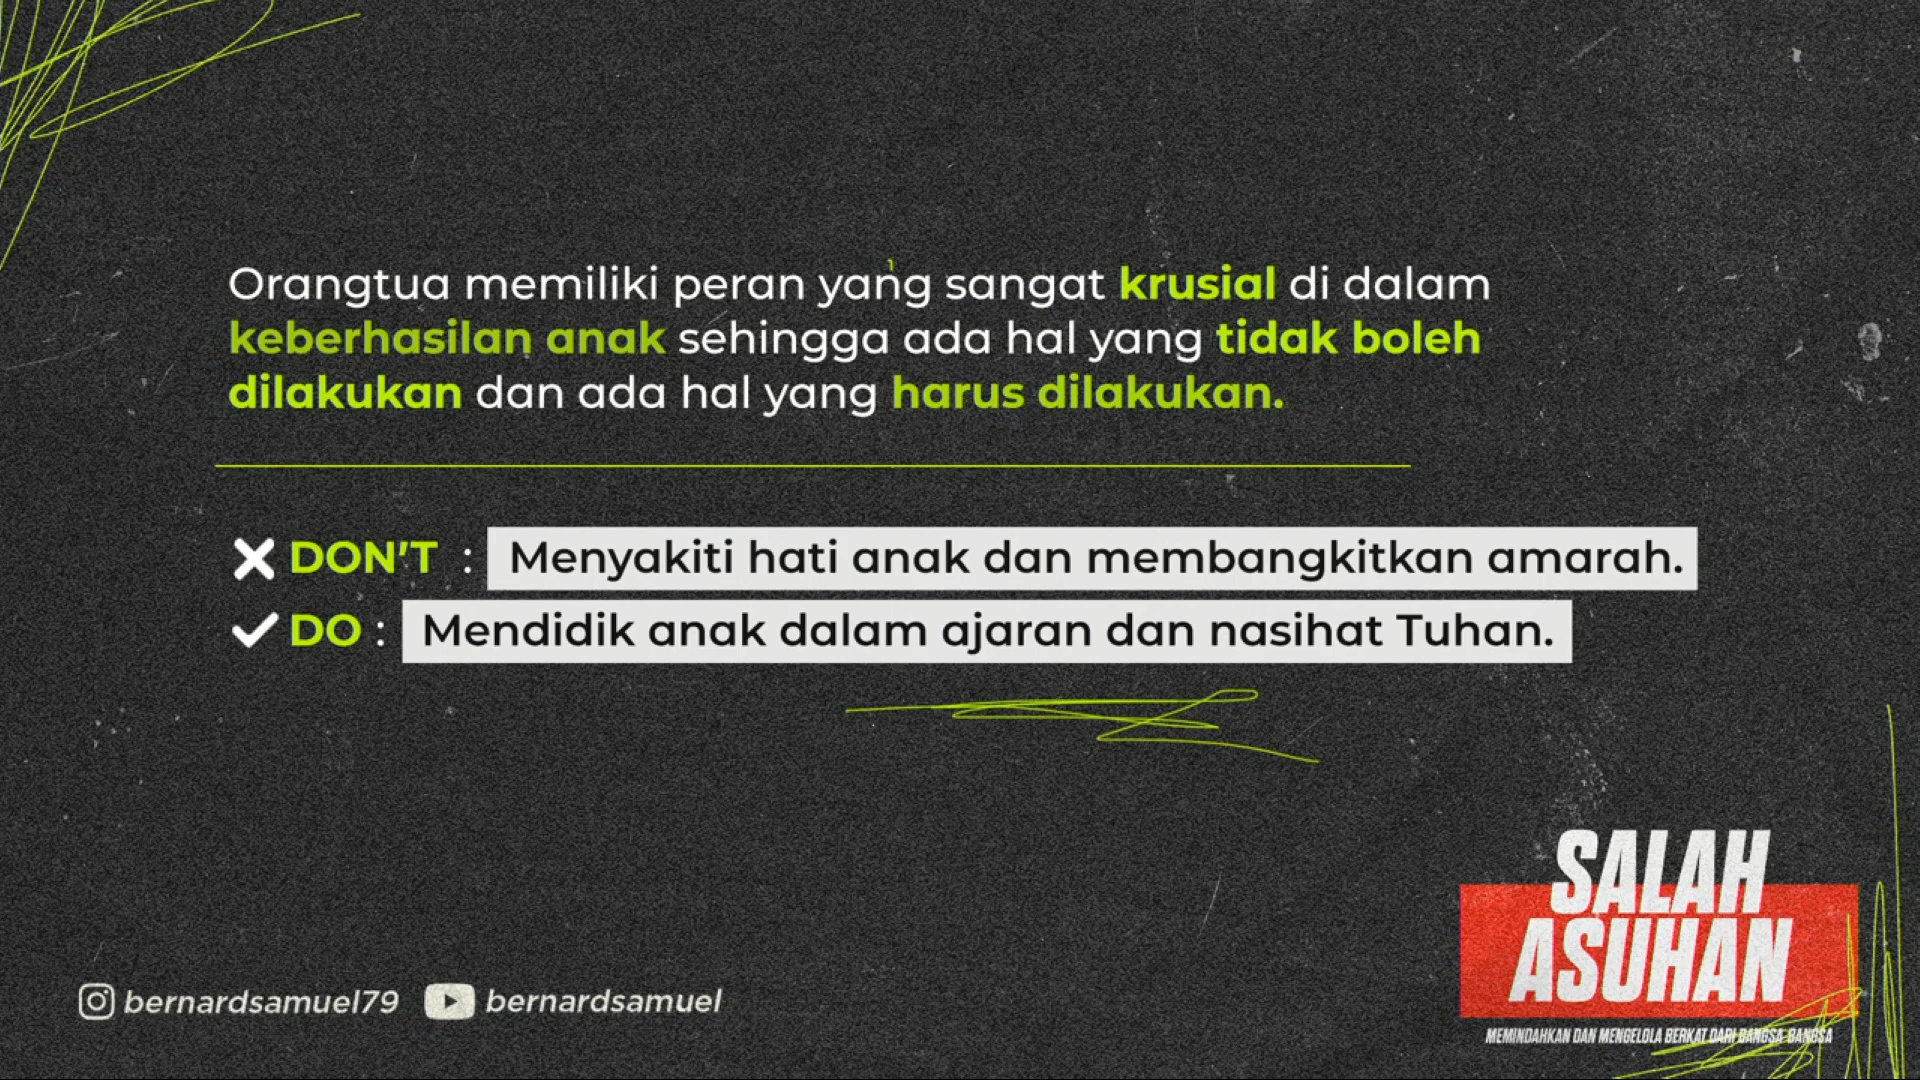 Orangtua memiliki peran yang sangat krusial di dalam
keberhasilan anak sehingga ada hal yang tidak boleh
dilakukan dan ada hal yang harus dilakukan.
DON'T : Menyakiti hati anak dan membangkitkan amarah.
DO : Mendidik anak dalam ajaran dan nasihat Tuhan.
SALAH
ASUHAN
MEMINDAHKAN DAN MENGELOLA BERKAT DARI BANGSA-BANGSA
bernardsamuel79 bernardsamuel